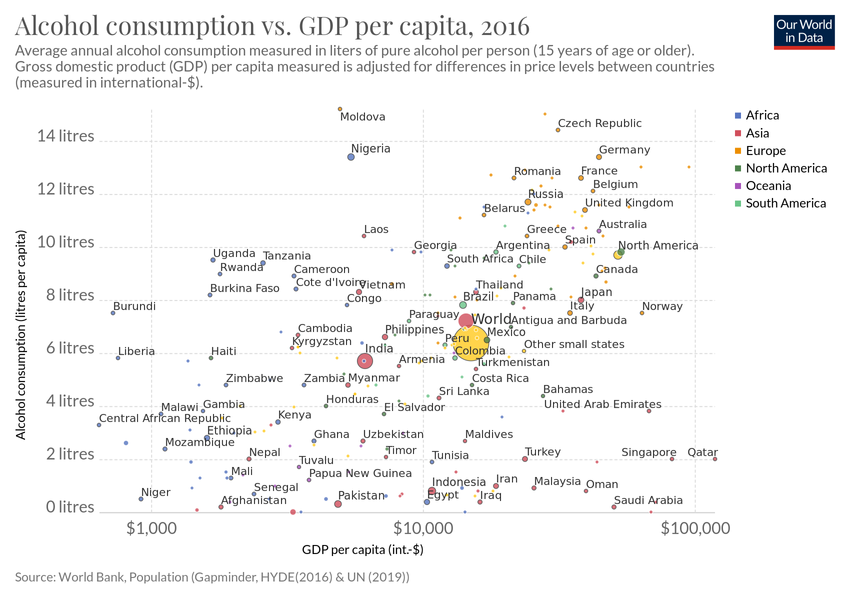 Alcohol consumption vs. GDP per capita, 2016
Our World
in Data
Average annual alcohol consumption measured in liters of pure alcohol per person (15 years of age or older).
Gross domestic product (GDP) per capita measured is adjusted for differences in price levels between countries
(measured in international-$).
Africa
Asia
Europe
North America
Oceania
South America
Alcohol consumption (litres per capita)
14 litres
12 litres
10 litres
8 litres
6 litres
4 litres
2 litres
0 litres
Moldova
Czech Republic
Nigeria
Germany
Romania
France
Belgium
Russia
Belarus
United Kingdom
Laos
Greece
Australia
Georgia
Argentina
Spain
North America
Uganda
Tanzania
South Africa
Chile
Rwanda
Cameroon
Canada
Burkina Faso
Cote d'Ivoire
Vietnam
Thailand
Congo
Brazil
Panama
Japan
Burundi
Paraguay
World
Antigua and Barbuda
Italy
Norway
Cambodia
Philippines
Peru
Mexico
Kyrgyzstan
India
Colombia
Other small states
Liberia
Haiti
Armenia
Turkmenistan
Zimbabwe
Zambia
Myanmar
Costa Rica
Sri Lanka
Bahamas
Malawi
Gambia
Honduras
El Salvador
United Arab Emirates
Central African Republic
Kenya
Ethiopia
Mozambique
Ghana
Uzbekistan
Maldives
Nepal
Timor
Tunisia
Turkey
Singapore
Qatar
Tuvalu
Mali
Papua New Guinea
Indonesia
Iran
Malaysia
Oman
Niger
Senegal
Afghanistan
Pakistan
Egypt
Iraq
Saudi Arabia
$1,000
$10,000
$100,000
GDP per capita (int.-$)
Source: World Bank, Population (Gapminder, HYDE(2016) & UN (2019))